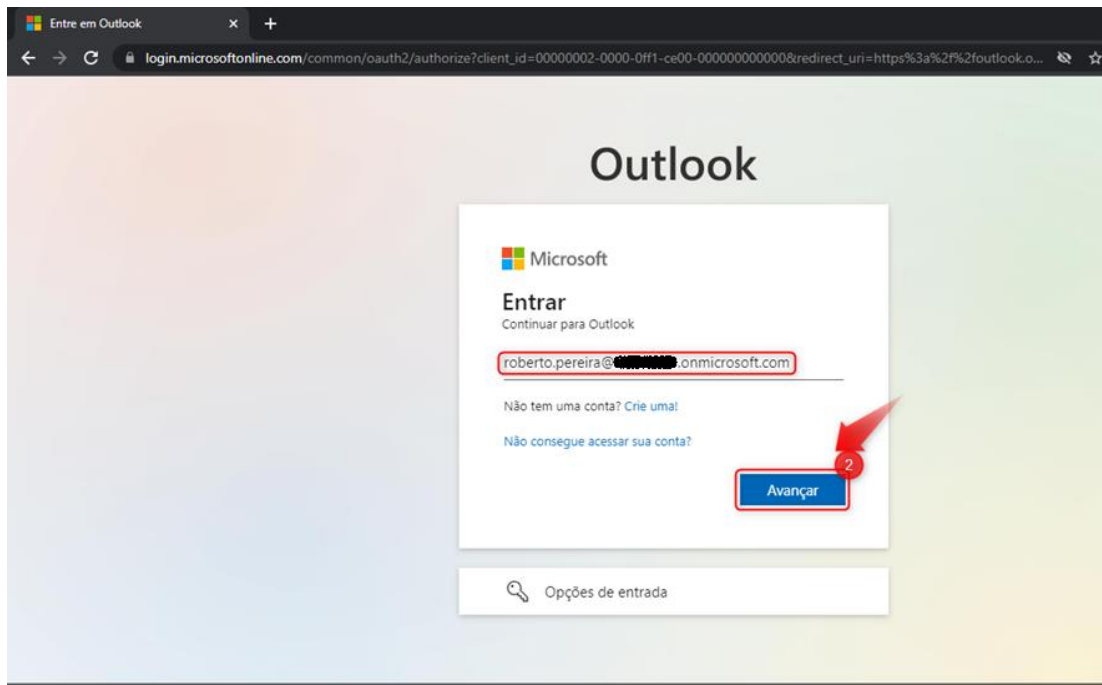 Entre em Outlook
login.microsoftonline.com/common/oauth2/authorize?client_id=00000002-0000-0ff1-ce00-000000000000&redirect_uri=https%3a%2f%2foutlook.o...
Outlook
Microsoft
Entrar
Continuar para Outlook
roberto.pereira@ .onmicrosoft.com
Não tem uma conta? Crie uma!
Não consegue acessar sua conta?
2
Avançar
Opções de entrada